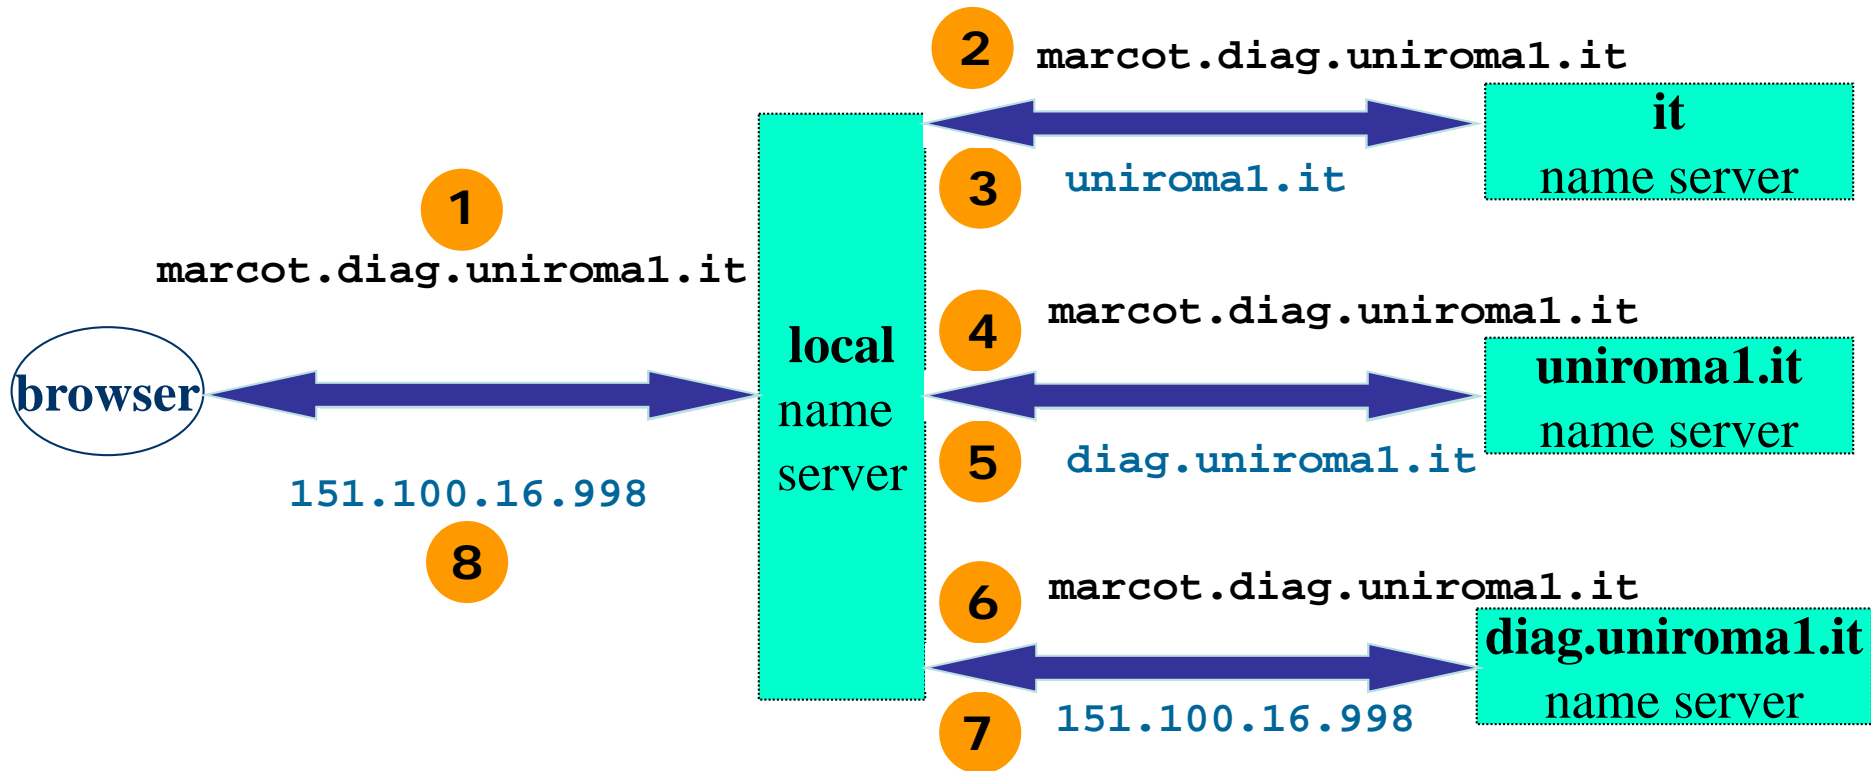 2
marcot.diag.uniroma1.it
it
name server
3
uniroma1.it
1
marcot.diag.uniroma1.it
browser
151.100.16.998
8
local
name
server
4
marcot.diag.uniroma1.it
uniroma1.it
name server
5
diag.uniroma1.it
6
marcot.diag.uniroma1.it
diag.uniroma1.it
name server
7
151.100.16.998